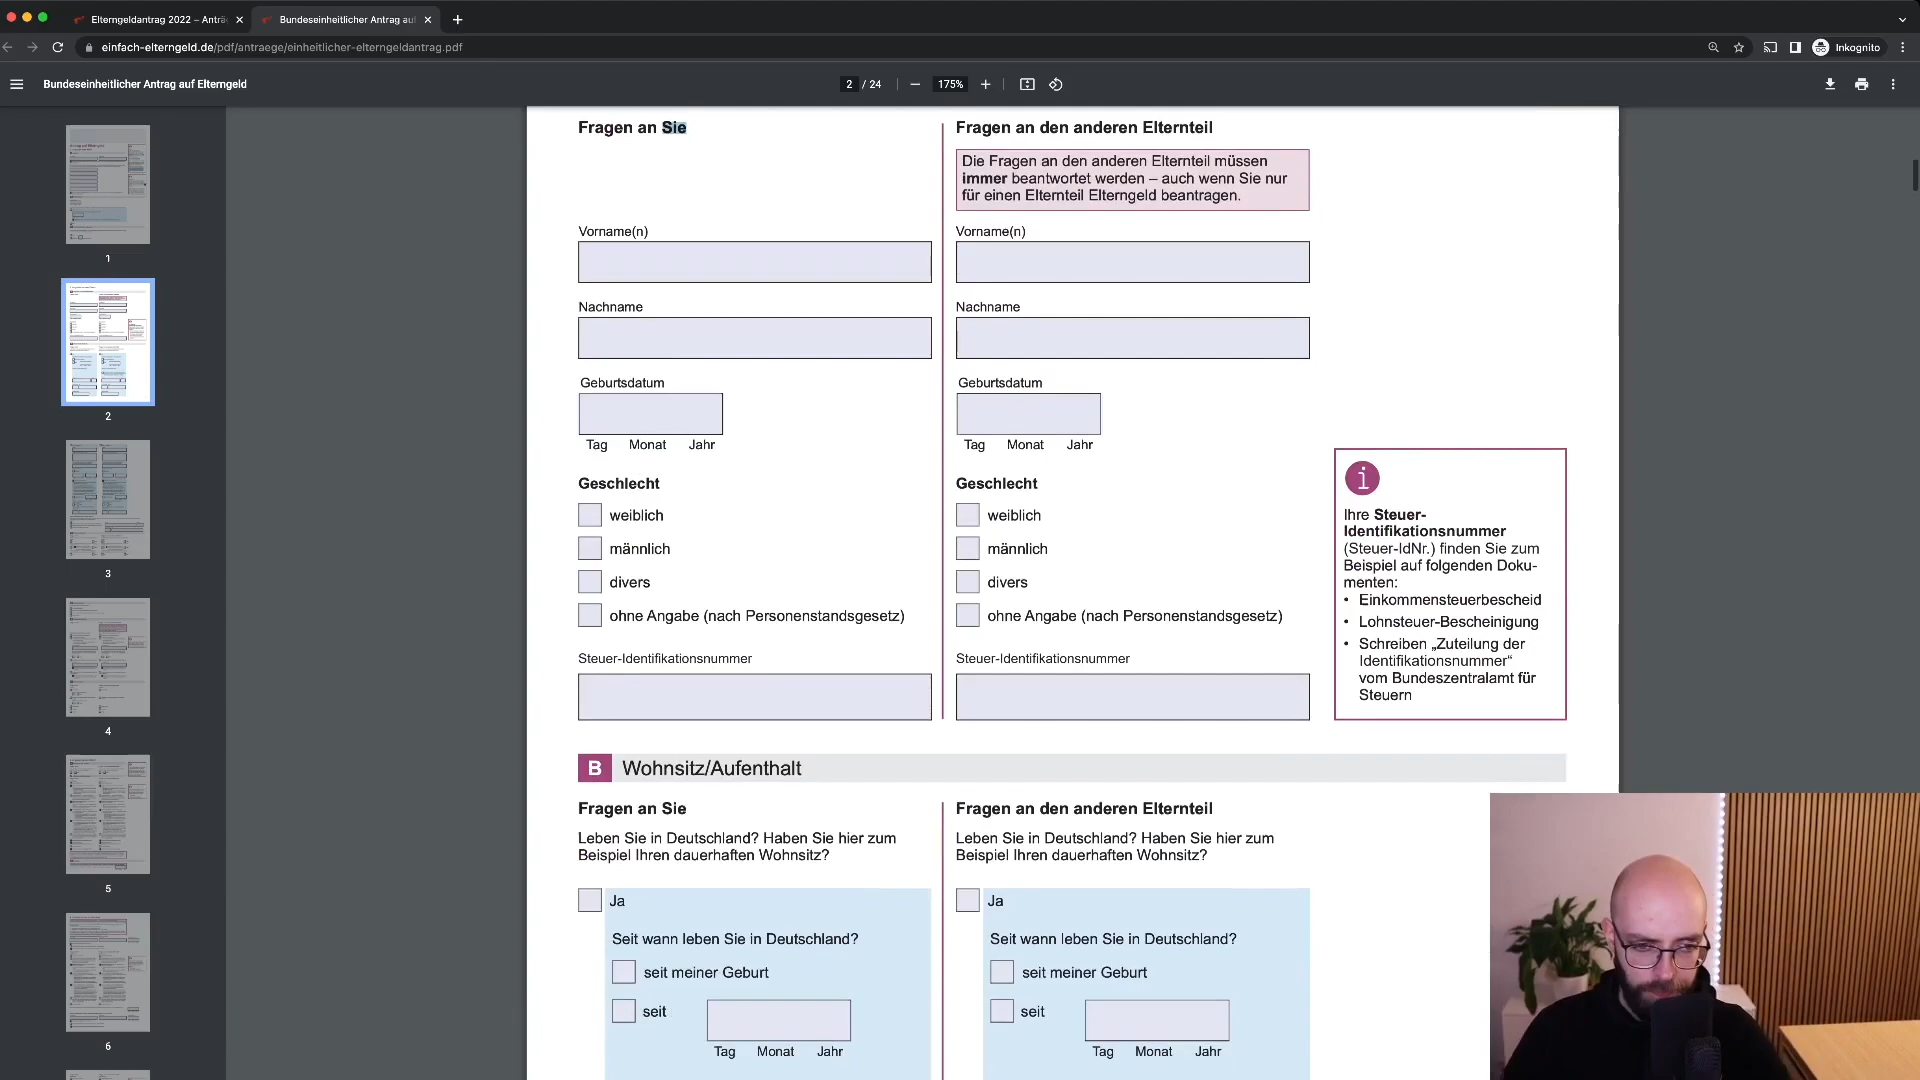 Elterngeldantrag 2022 – Anträ
Bundeseinheitlicher Antrag auf
einfach-elterngeld.de/pdf/antraege/einheitlicher-elterngeldantrag.pdf
Inkognito
Bundeseinheitlicher Antrag auf Elterngeld
2 / 24
175%
1
2
3
4
5
6
Fragen an Sie
Vorname(n)
Nachname
Geburtsdatum
Tag Monat Jahr
Geschlecht
weiblich
männlich
divers
ohne Angabe (nach Personenstandsgesetz)
Steuer-Identifikationsnummer
Fragen an den anderen Elternteil
Die Fragen an den anderen Elternteil müssen
immer beantwortet werden – auch wenn Sie nur
für einen Elternteil Elterngeld beantragen.
Vorname(n)
Nachname
Geburtsdatum
Tag Monat Jahr
Geschlecht
weiblich
männlich
divers
ohne Angabe (nach Personenstandsgesetz)
Steuer-Identifikationsnummer
i
Ihre Steuer-
Identifikationsnummer
(Steuer-IdNr.) finden Sie zum
Beispiel auf folgenden Doku-
menten:
• Einkommensteuerbescheid
• Lohnsteuer-Bescheinigung
• Schreiben „Zuteilung der
Identifikationsnummer“
vom Bundeszentralamt für
Steuern
B Wohnsitz/Aufenthalt
Fragen an Sie
Leben Sie in Deutschland? Haben Sie hier zum
Beispiel Ihren dauerhaften Wohnsitz?
Ja
Seit wann leben Sie in Deutschland?
seit meiner Geburt
seit
Tag Monat Jahr
Fragen an den anderen Elternteil
Leben Sie in Deutschland? Haben Sie hier zum
Beispiel Ihren dauerhaften Wohnsitz?
Ja
Seit wann leben Sie in Deutschland?
seit meiner Geburt
seit
Tag Monat Jahr